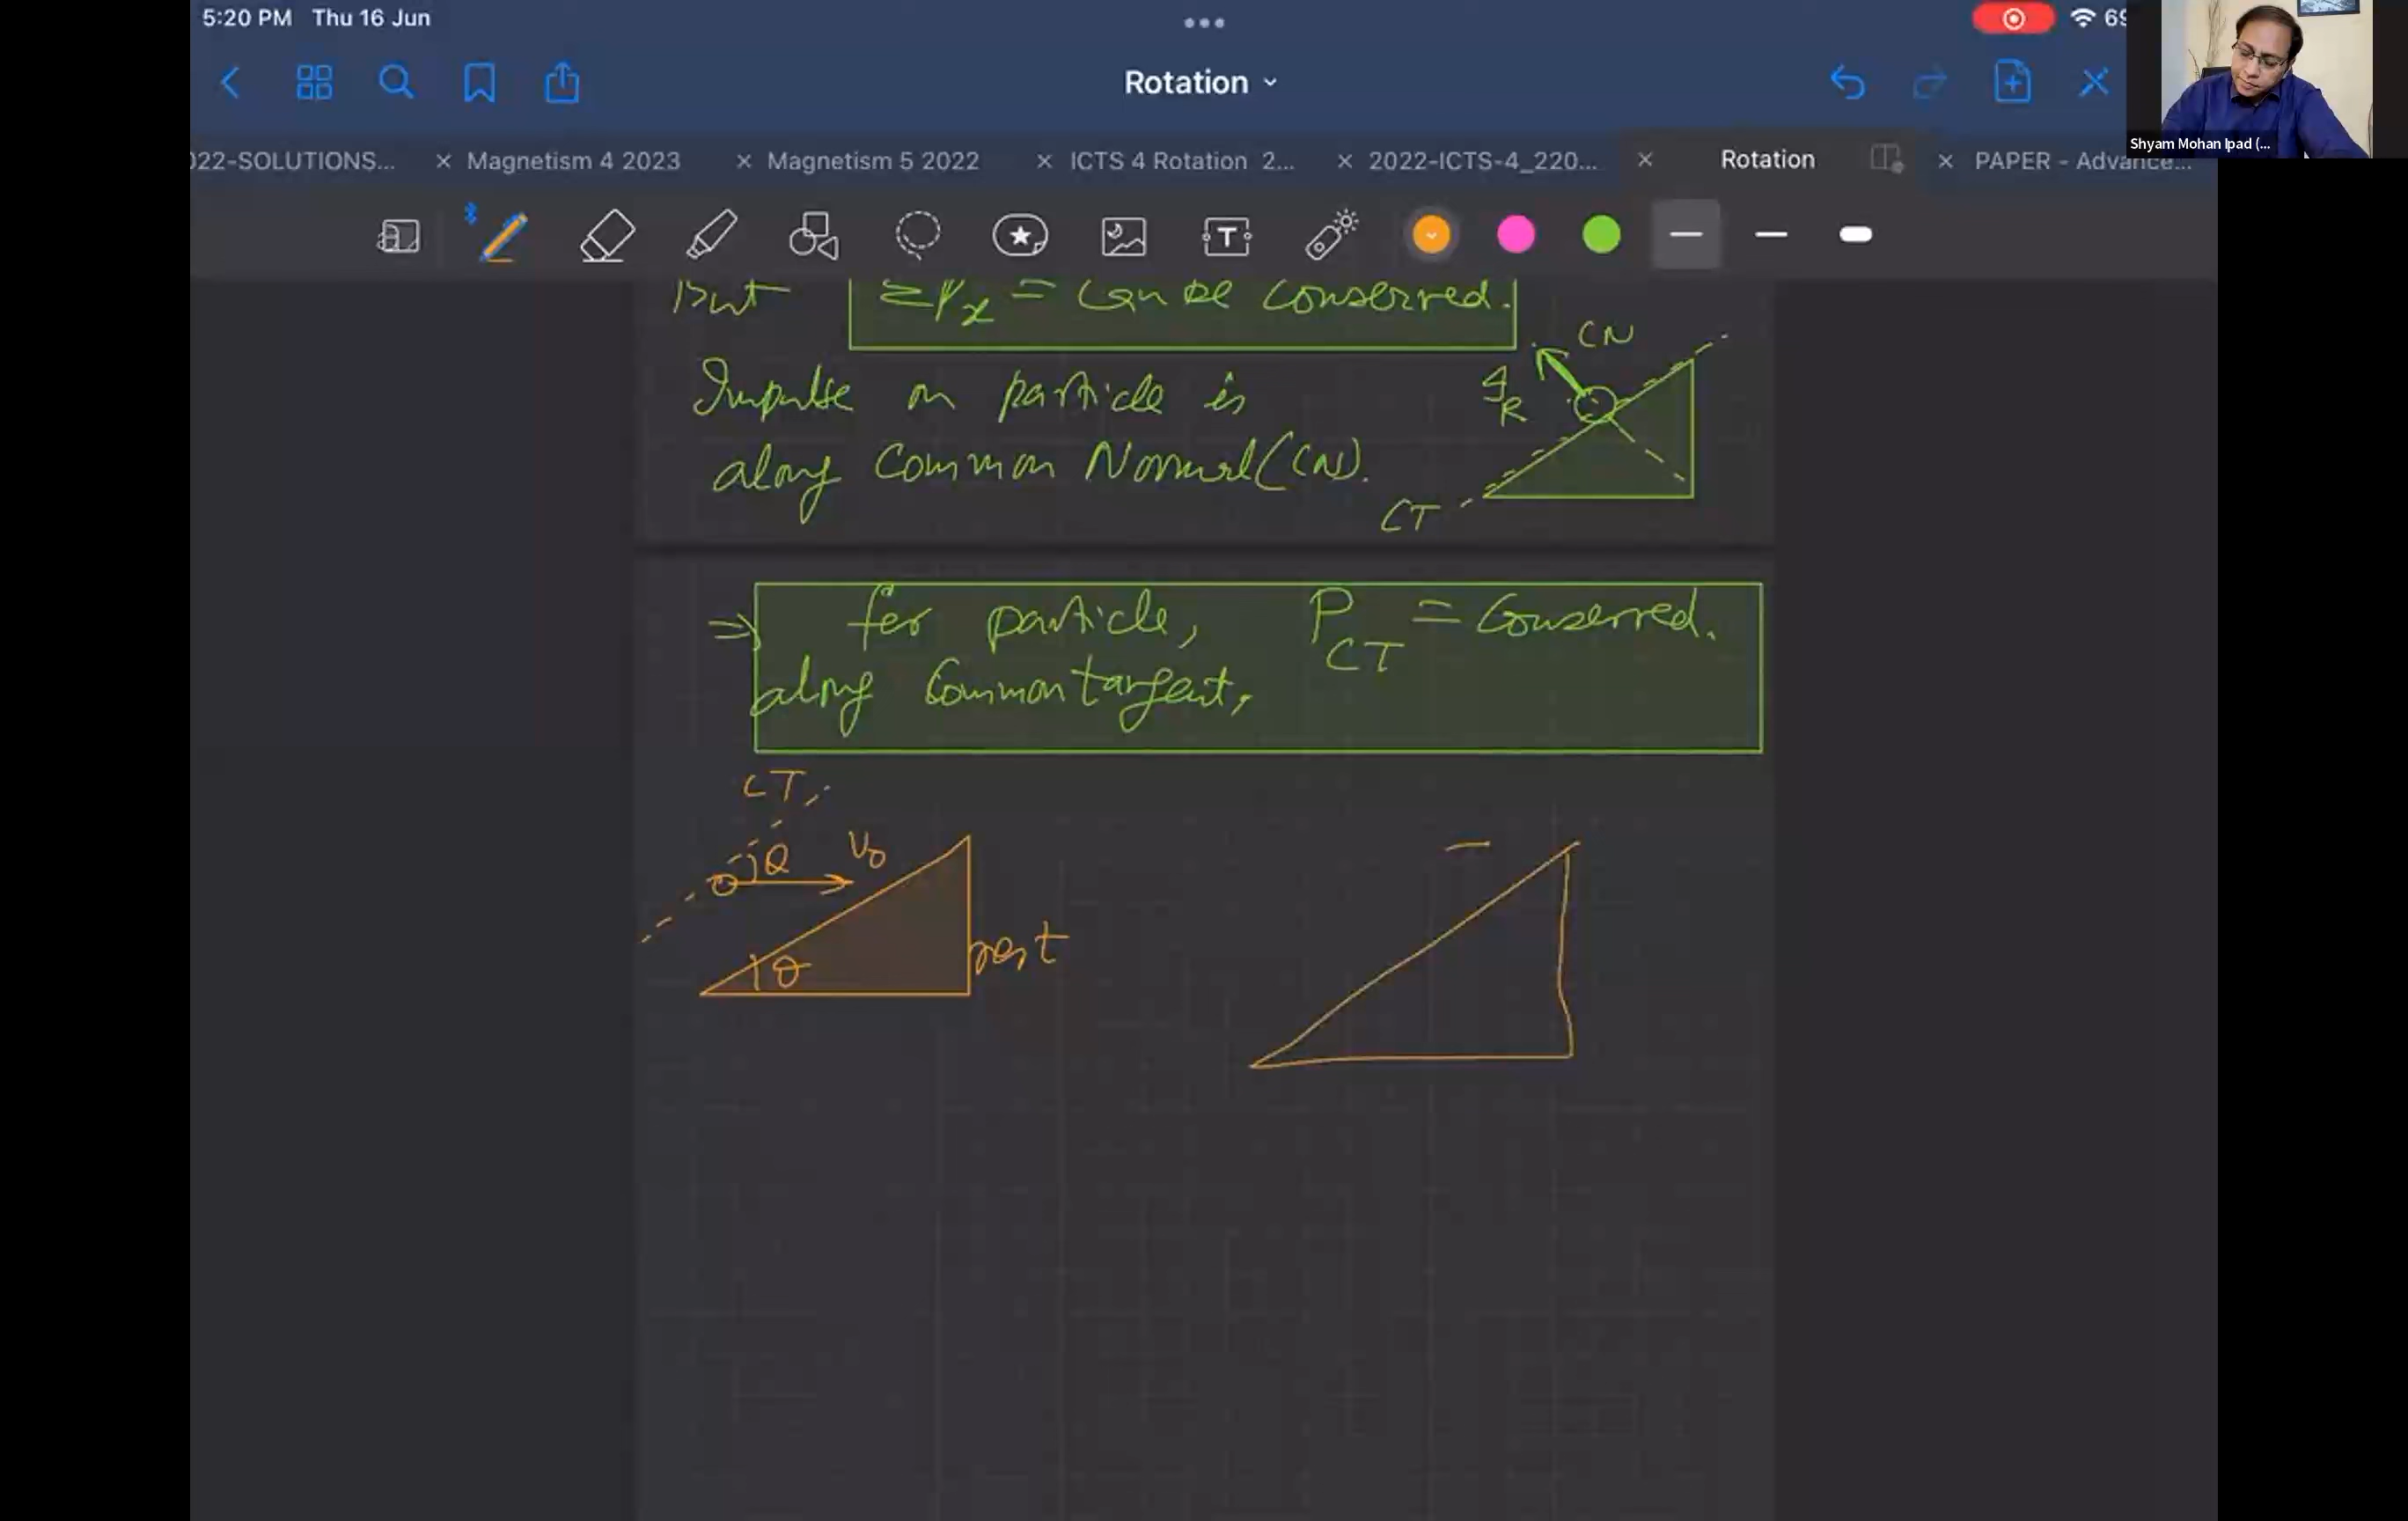 5:20 PM Thu 16 Jun
69
Shyam Mohan Ipad (...
Rotation
022-SOLUTIONS...
Magnetism 4 2023
Magnetism 5 2022
ICTS 4 Rotation 2...
2022-ICTS-4_220...
Rotation
PAPER - Advance...
T
But ΣPx = Can be Conserved.
CN
Impulse on particle is
JR
along Common Normal (CN).
CT
⇒ for particle, P_CT = Conserved.
along Common tangent,
CT
θ v₀
rest
θ